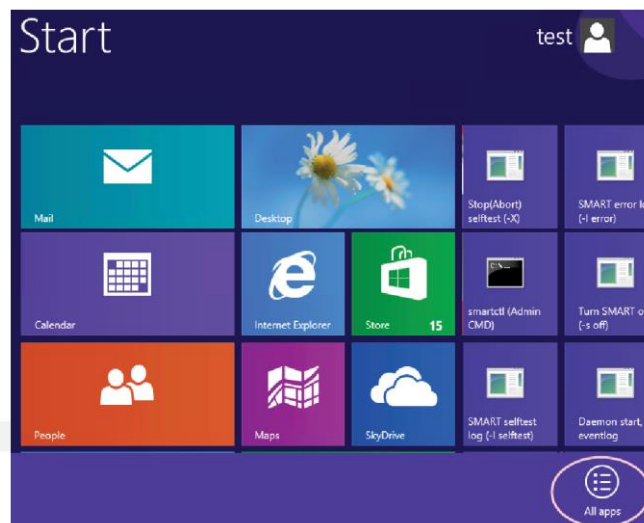 Start
test
Mail
Desktop
Stop(Abort)
selftest (-X)
SMART error lo
(-l error)
Calendar
Internet Explorer
Store
15
smartctl (Admin
CMD)
Turn SMART o
(-s off)
People
Maps
SkyDrive
SMART selftest
log (-l selftest)
Daemon start,
eventlog
All apps